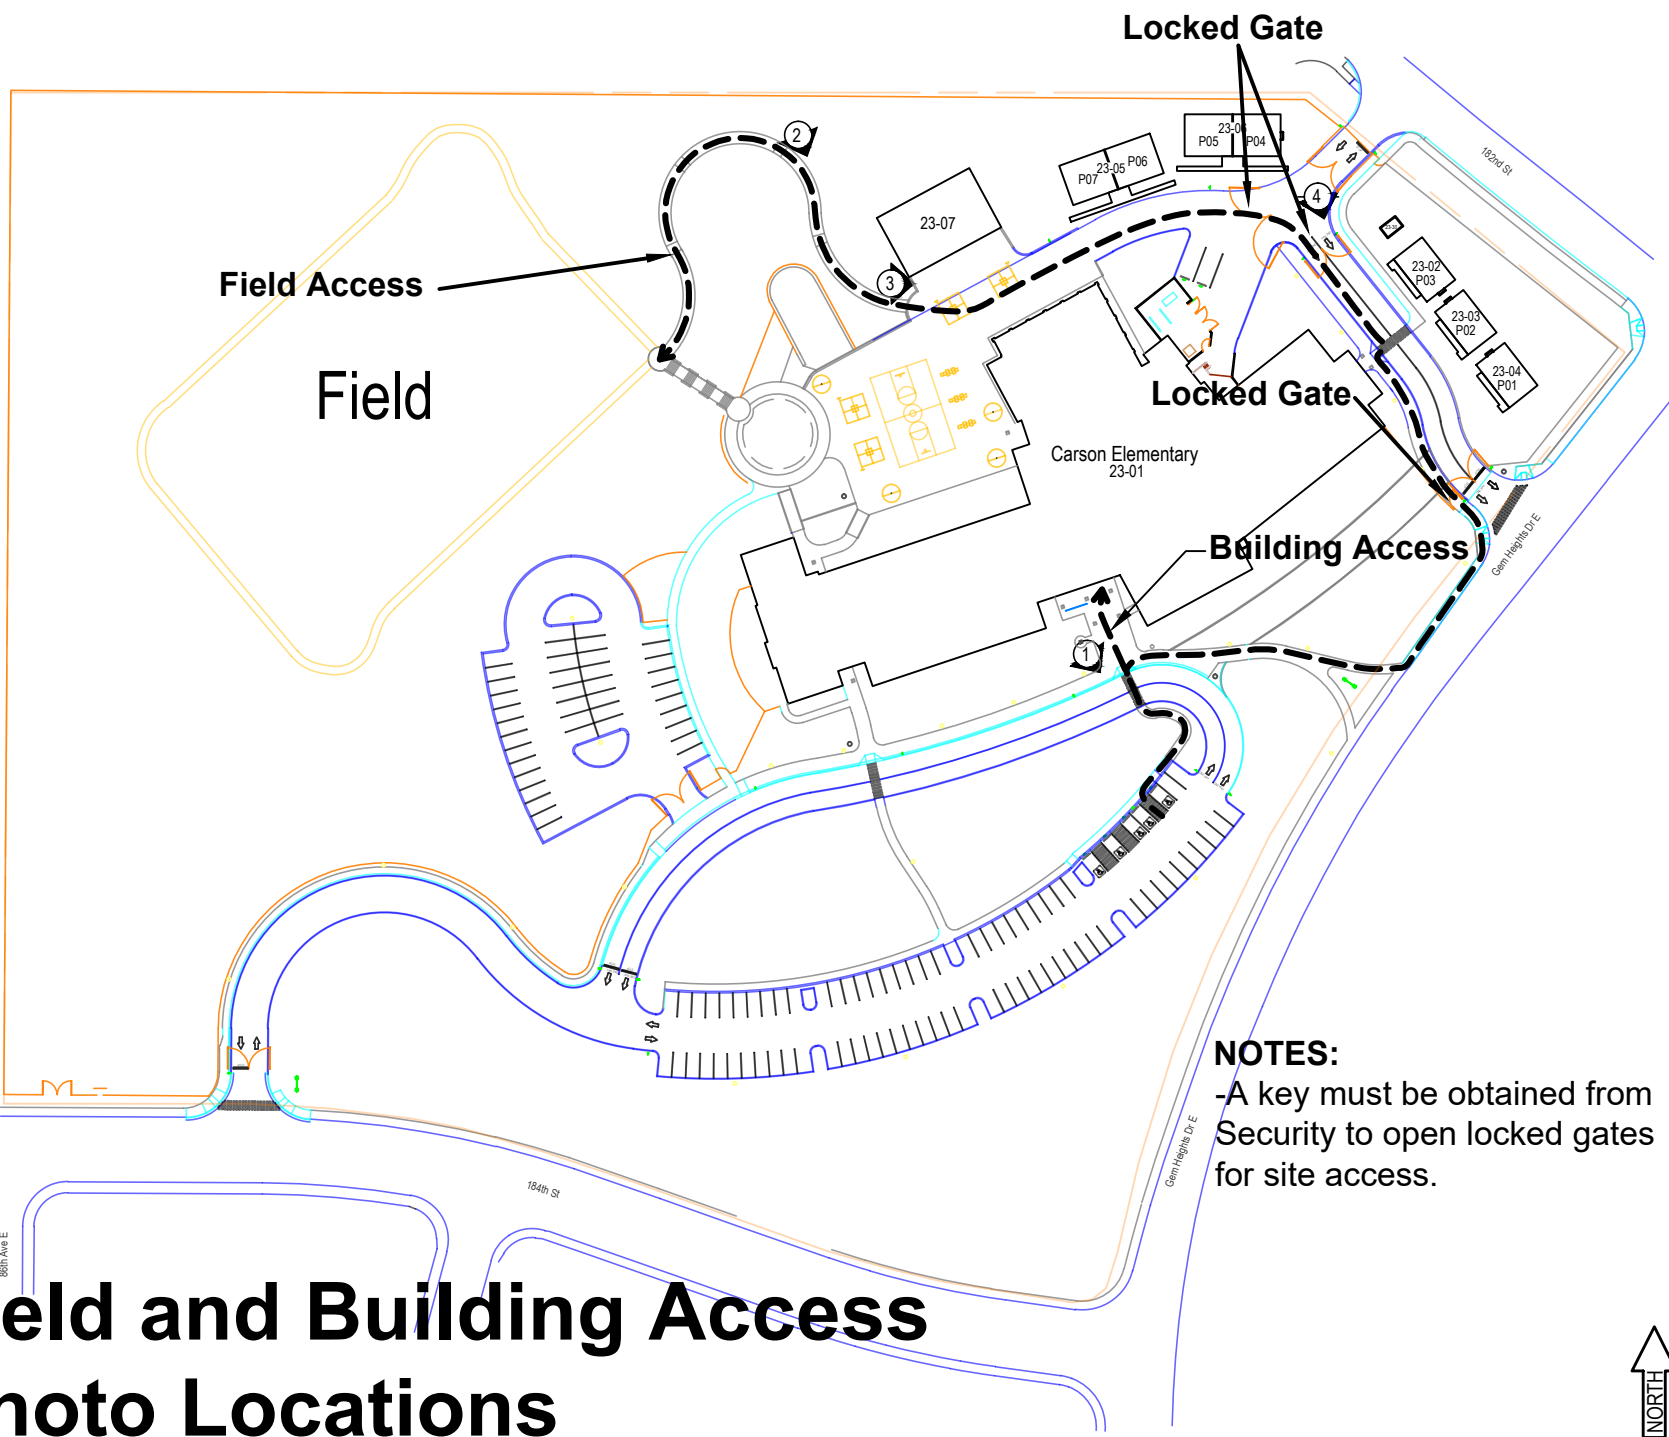 Locked Gate
182nd St
2
23-06
P05
P04
23-05
P06
P07
4
23-07
Field Access
3
23-02
P03
23-03
P02
23-04
P01
Field
Locked Gate
Carson Elementary
23-01
Building Access
Gem Heights Dr E
1
NOTES:
-A key must be obtained from
Security to open locked gates
for site access.
Gem Heights Dr E
184th St
86th Ave E
eld and Building Access
hoto Locations
NORTH